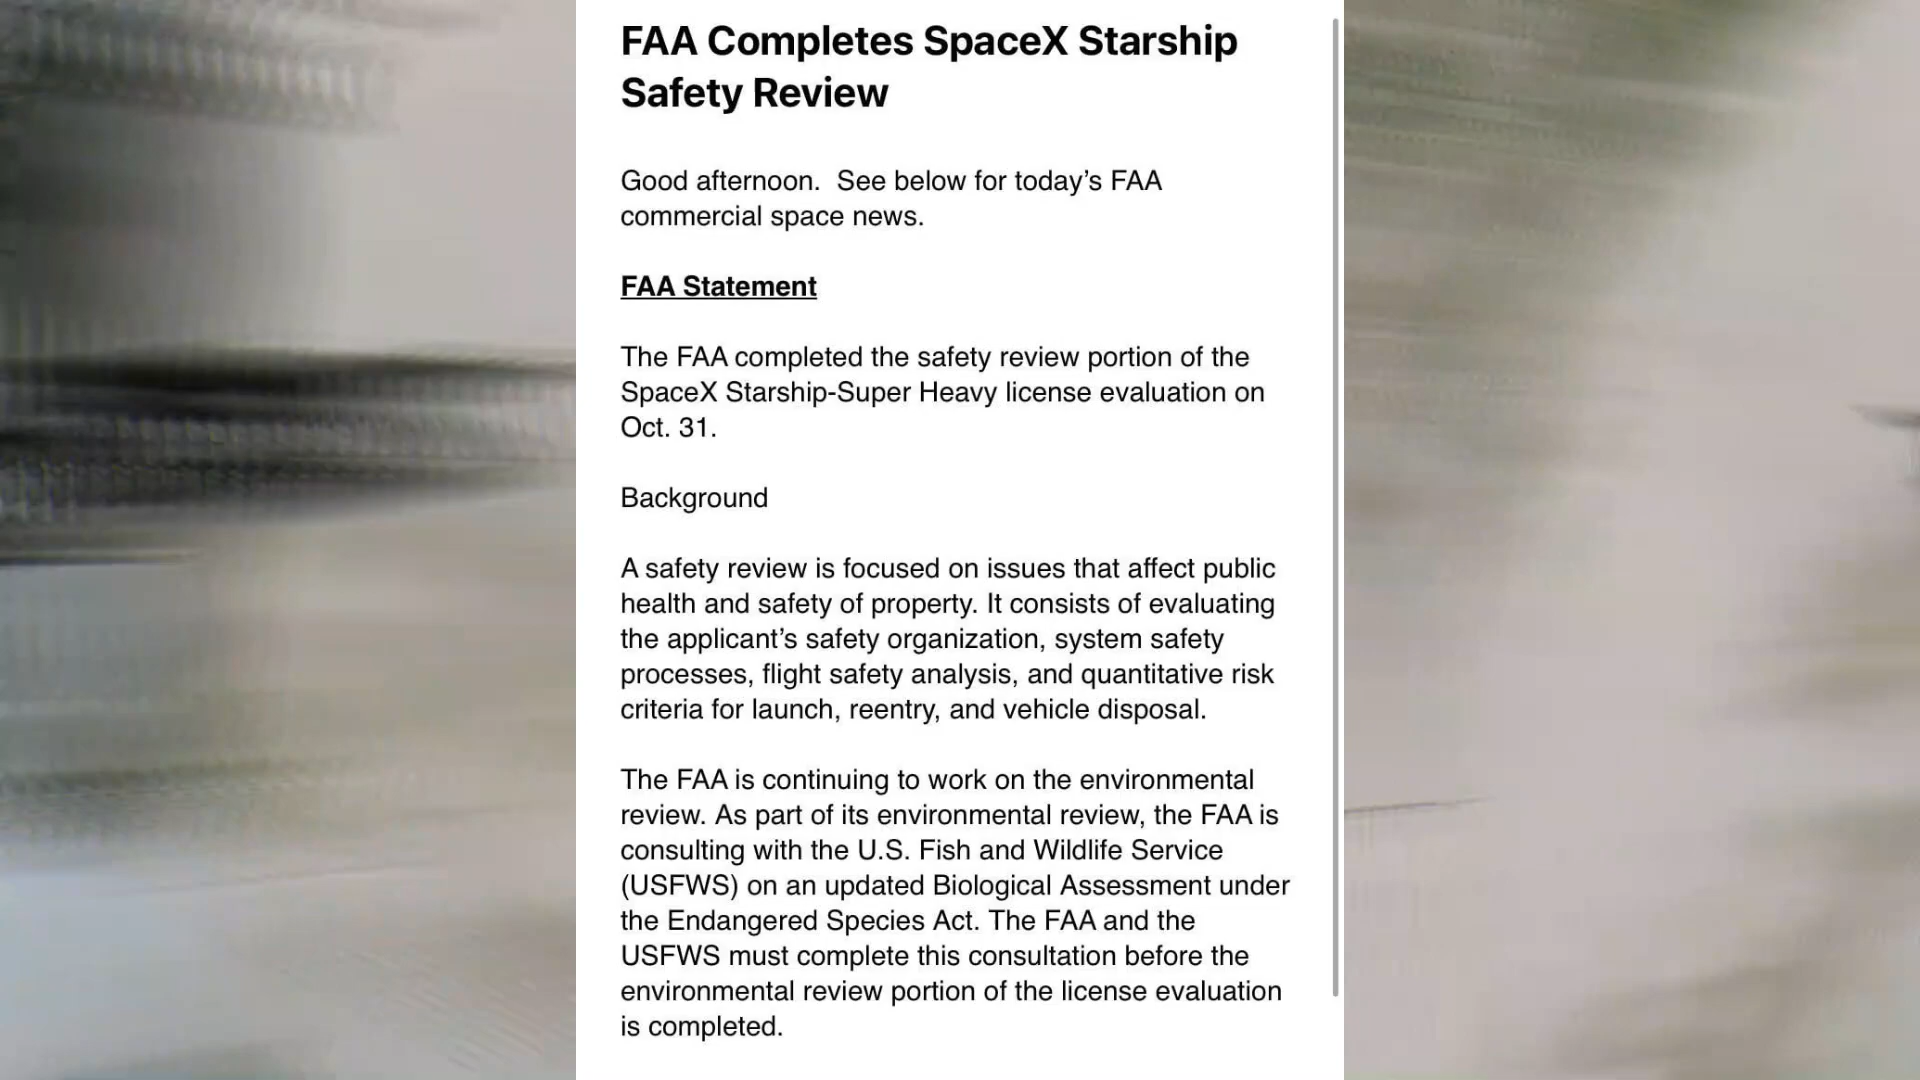 FAA Completes SpaceX Starship
Safety Review
Good afternoon.  See below for today’s FAA
commercial space news.
FAA Statement
The FAA completed the safety review portion of the
SpaceX Starship-Super Heavy license evaluation on
Oct. 31.
Background
A safety review is focused on issues that affect public
health and safety of property. It consists of evaluating
the applicant’s safety organization, system safety
processes, flight safety analysis, and quantitative risk
criteria for launch, reentry, and vehicle disposal.
The FAA is continuing to work on the environmental
review. As part of its environmental review, the FAA is
consulting with the U.S. Fish and Wildlife Service
(USFWS) on an updated Biological Assessment under
the Endangered Species Act. The FAA and the
USFWS must complete this consultation before the
environmental review portion of the license evaluation
is completed.